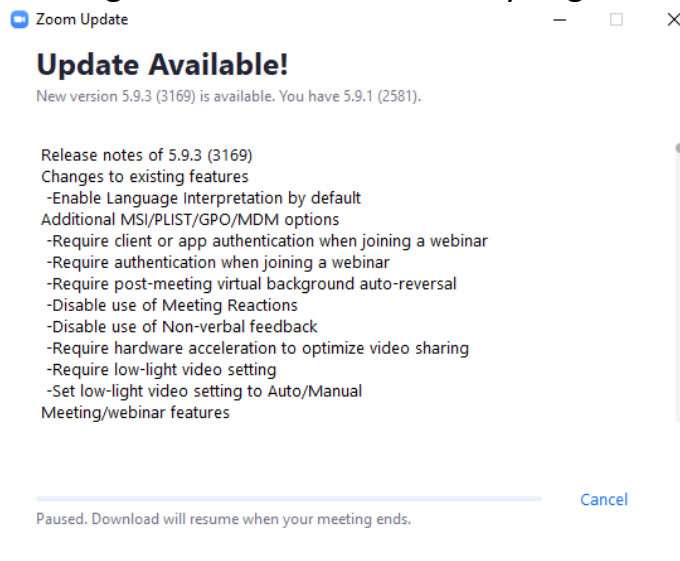 Zoom Update
Update Available!
New version 5.9.3 (3169) is available. You have 5.9.1 (2581).
Release notes of 5.9.3 (3169)
Changes to existing features
-Enable Language Interpretation by default
Additional MSI/PLIST/GPO/MDM options
-Require client or app authentication when joining a webinar
-Require authentication when joining a webinar
-Require post-meeting virtual background auto-reversal
-Disable use of Meeting Reactions
-Disable use of Non-verbal feedback
-Require hardware acceleration to optimize video sharing
-Require low-light video setting
-Set low-light video setting to Auto/Manual
Meeting/webinar features
Cancel
Paused. Download will resume when your meeting ends.